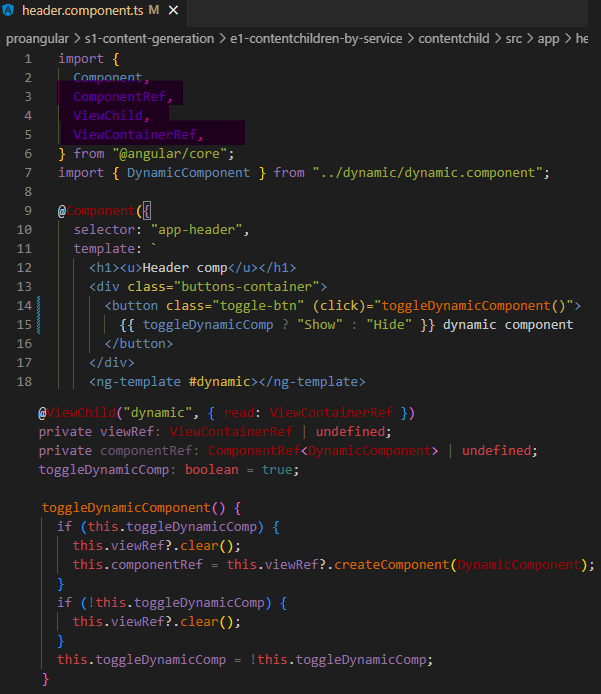 header.component.ts M ×
proangular > s1-content-generation > e1-contentchildren-by-service > contentchild > src > app > he
1 import {
2   Component,
3   ComponentRef,
4   ViewChild,
5   ViewContainerRef,
6 } from "@angular/core";
7 import { DynamicComponent } from "../dynamic/dynamic.component";
8
9 @Component({
10   selector: "app-header",
11   template: `
12     <h1><u>Header comp</u></h1>
13     <div class="buttons-container">
14       <button class="toggle-btn" (click)="toggleDynamicComponent()">
15         {{ toggleDynamicComp ? "Show" : "Hide" }} dynamic component
16       </button>
17     </div>
18     <ng-template #dynamic></ng-template>
@ViewChild("dynamic", { read: ViewContainerRef })
private viewRef: ViewContainerRef | undefined;
private componentRef: ComponentRef<DynamicComponent> | undefined;
toggleDynamicComp: boolean = true;
toggleDynamicComponent() {
  if (this.toggleDynamicComp) {
    this.viewRef?.clear();
    this.componentRef = this.viewRef?.createComponent(DynamicComponent);
  }
  if (!this.toggleDynamicComp) {
    this.viewRef?.clear();
  }
  this.toggleDynamicComp = !this.toggleDynamicComp;
}